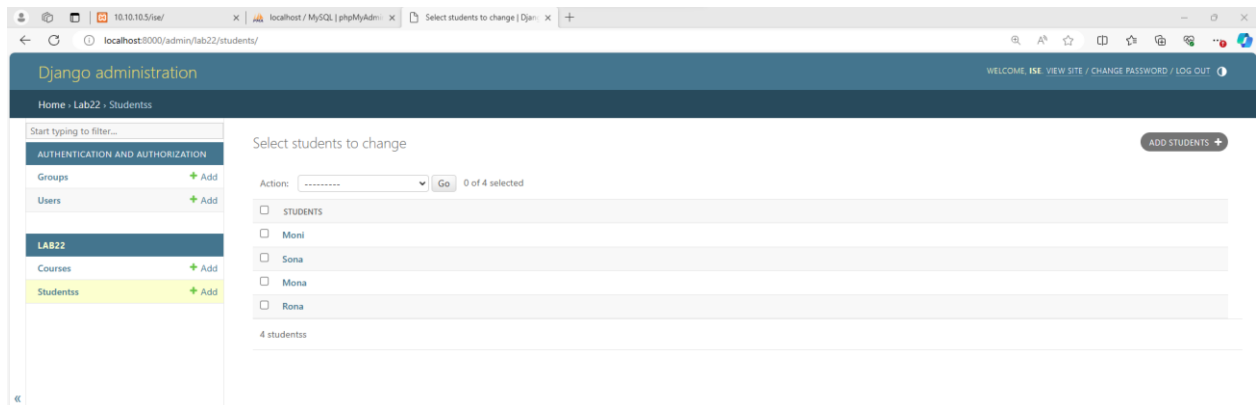 10.10.10.5/ise/
localhost / MySQL | phpMyAdmi
Select students to change | Djan
localhost:8000/admin/lab22/students/
Django administration
WELCOME, ISE. VIEW SITE / CHANGE PASSWORD / LOG OUT
Home › Lab22 › Studentss
Start typing to filter...
AUTHENTICATION AND AUTHORIZATION
Groups + Add
Users + Add
LAB22
Courses + Add
Studentss + Add
Select students to change
ADD STUDENTS +
Action: --------- Go 0 of 4 selected
STUDENTS
Moni
Sona
Mona
Rona
4 studentss
«